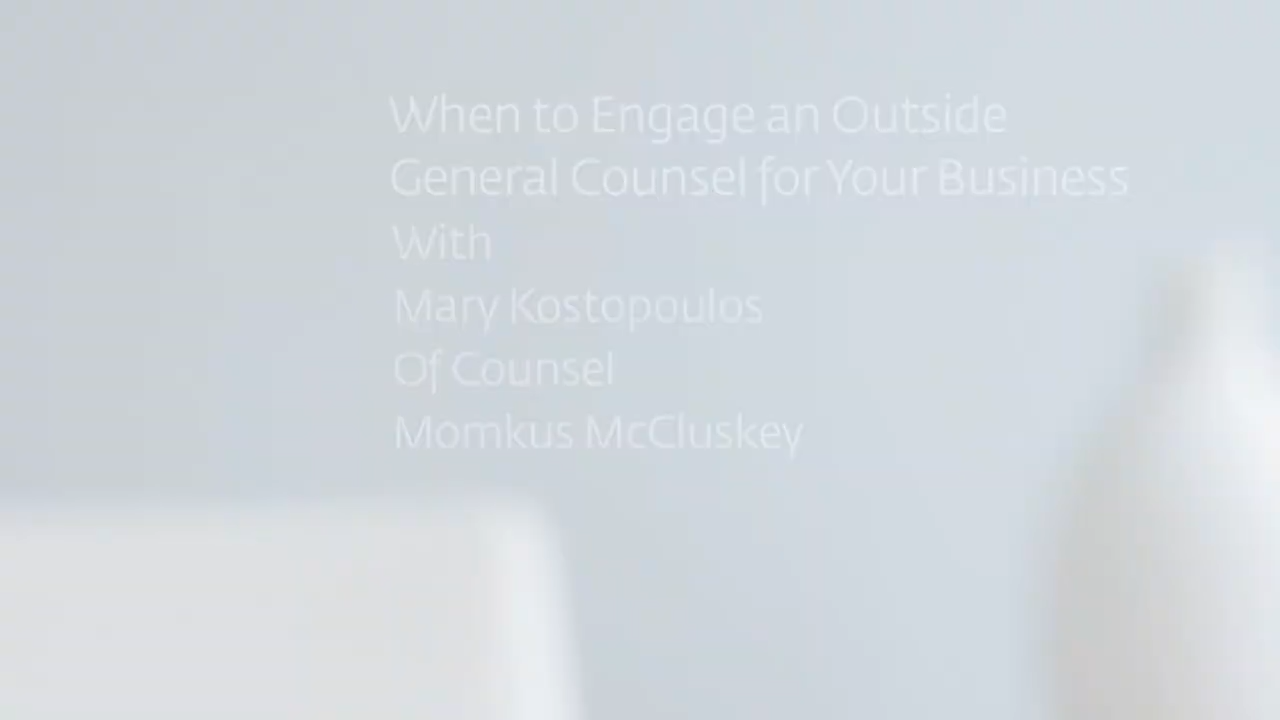 When to Engage an Outside
General Counsel for Your Business
With
Mary Kostopoulos
Of Counsel
Momkus McCluskey